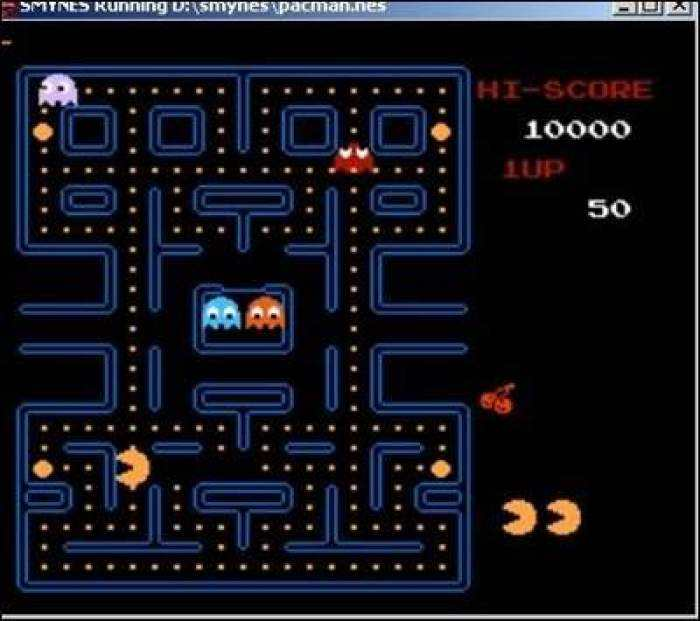 SMYNES Running D:\smynes\pacman.nes
HI-SCORE
10000
1UP
50